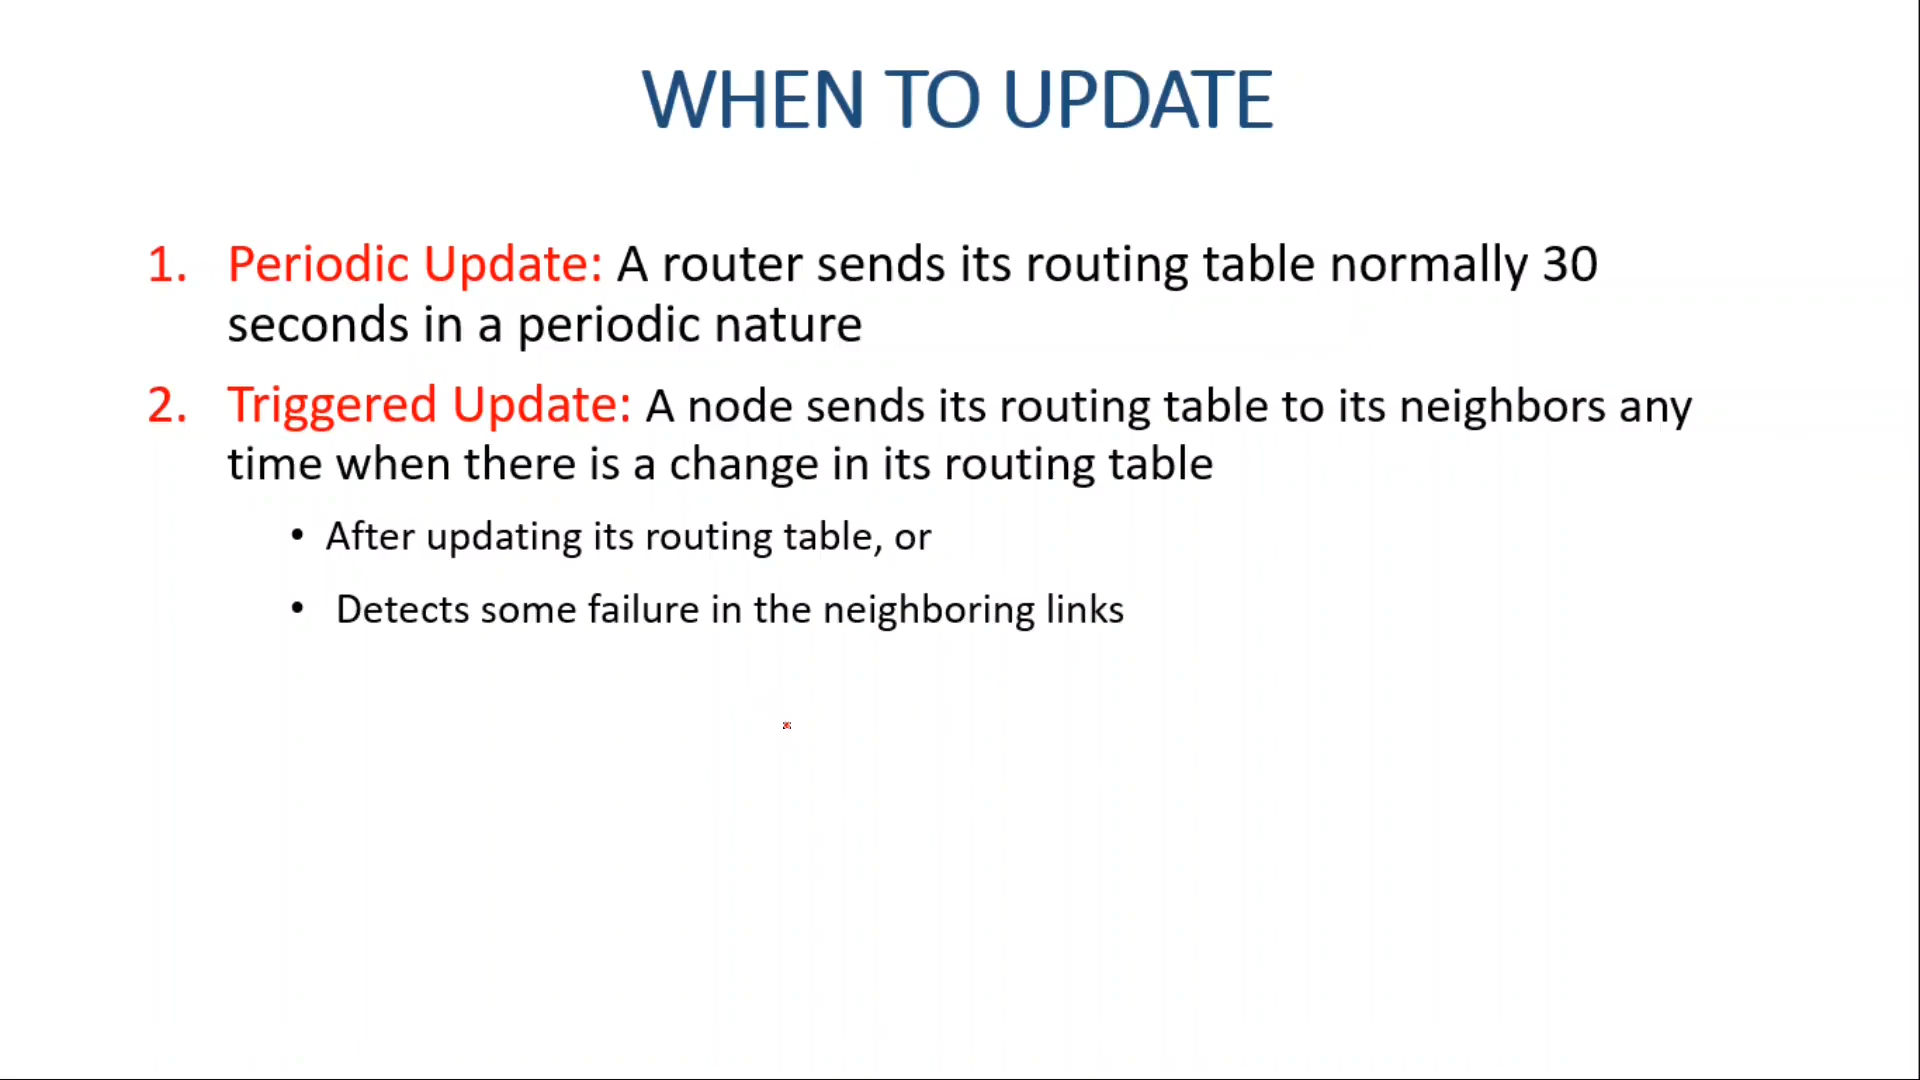 WHEN TO UPDATE
1. Periodic Update: A router sends its routing table normally 30
seconds in a periodic nature
2. Triggered Update: A node sends its routing table to its neighbors any
time when there is a change in its routing table
• After updating its routing table, or
• Detects some failure in the neighboring links